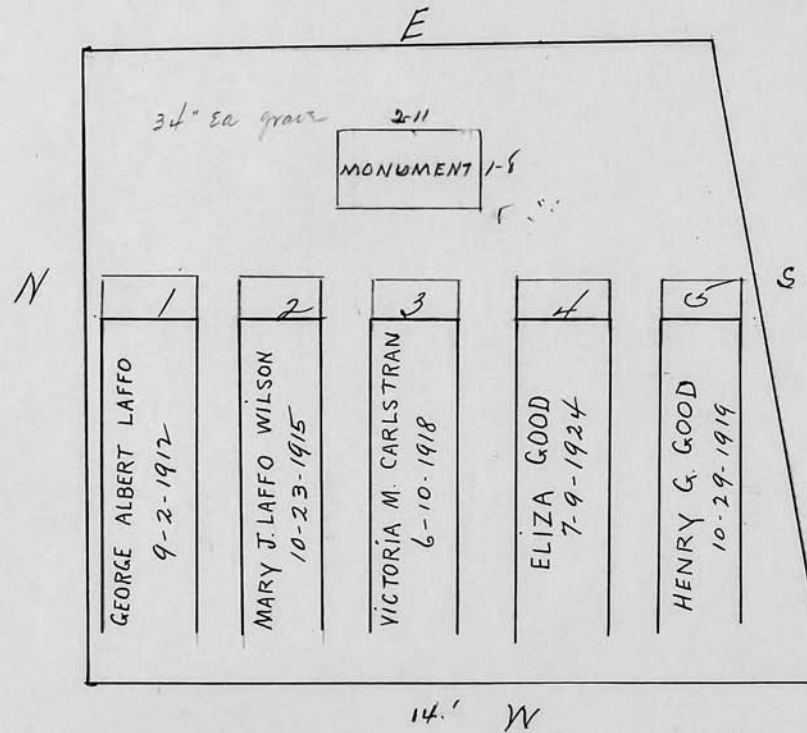 E
34" Ea grave
2-11
MONUMENT
1-8
N
S
1
2
3
4
5
GEORGE ALBERT LAFFO
9-2-1912
MARY J. LAFFO WILSON
10-23-1915
VICTORIA M. CARLSTRAN
6-10-1918
ELIZA GOOD
7-9-1924
HENRY G. GOOD
10-29-1919
14.'
W